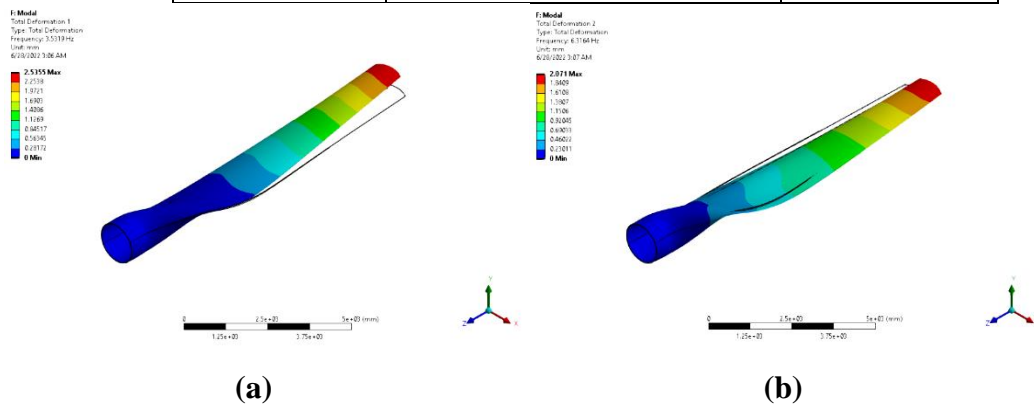 F: Modal
Total Deformation 1
Type: Total Deformation
Frequency: 3.5319 Hz
Unit: mm
6/28/2022 3:06 AM
2.5355 Max
2.2538
1.9721
1.6903
1.4086
1.1269
0.84517
0.56345
0.28172
0 Min
0
2.5e+03
5e+03 (mm)
1.25e+03
3.75e+03
Y
Z
X
(a)
F: Modal
Total Deformation 2
Type: Total Deformation
Frequency: 6.3164 Hz
Unit: mm
6/28/2022 3:07 AM
2.071 Max
1.8409
1.6108
1.3807
1.1506
0.92045
0.69033
0.46022
0.23011
0 Min
0
2.5e+03
5e+03 (mm)
1.25e+03
3.75e+03
Y
Z
X
(b)